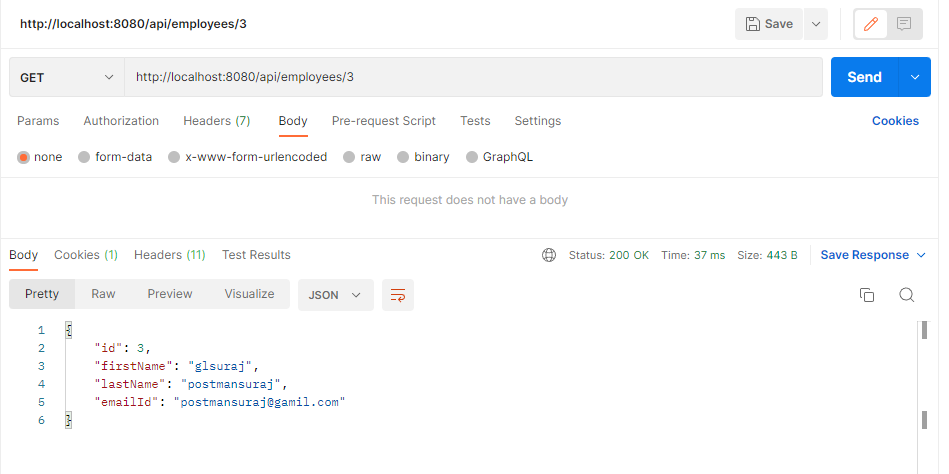 http://localhost:8080/api/employees/3 Save
GET http://localhost:8080/api/employees/3 Send
Params Authorization Headers (7) Body Pre-request Script Tests Settings Cookies
none form-data x-www-form-urlencoded raw binary GraphQL
This request does not have a body
Body Cookies (1) Headers (11) Test Results Status: 200 OK Time: 37 ms Size: 443 B Save Response
Pretty Raw Preview Visualize JSON
1 {
2 "id": 3,
3 "firstName": "glsuraj",
4 "lastName": "postmansuraj",
5 "emailId": "postmansuraj@gamil.com"
6 }